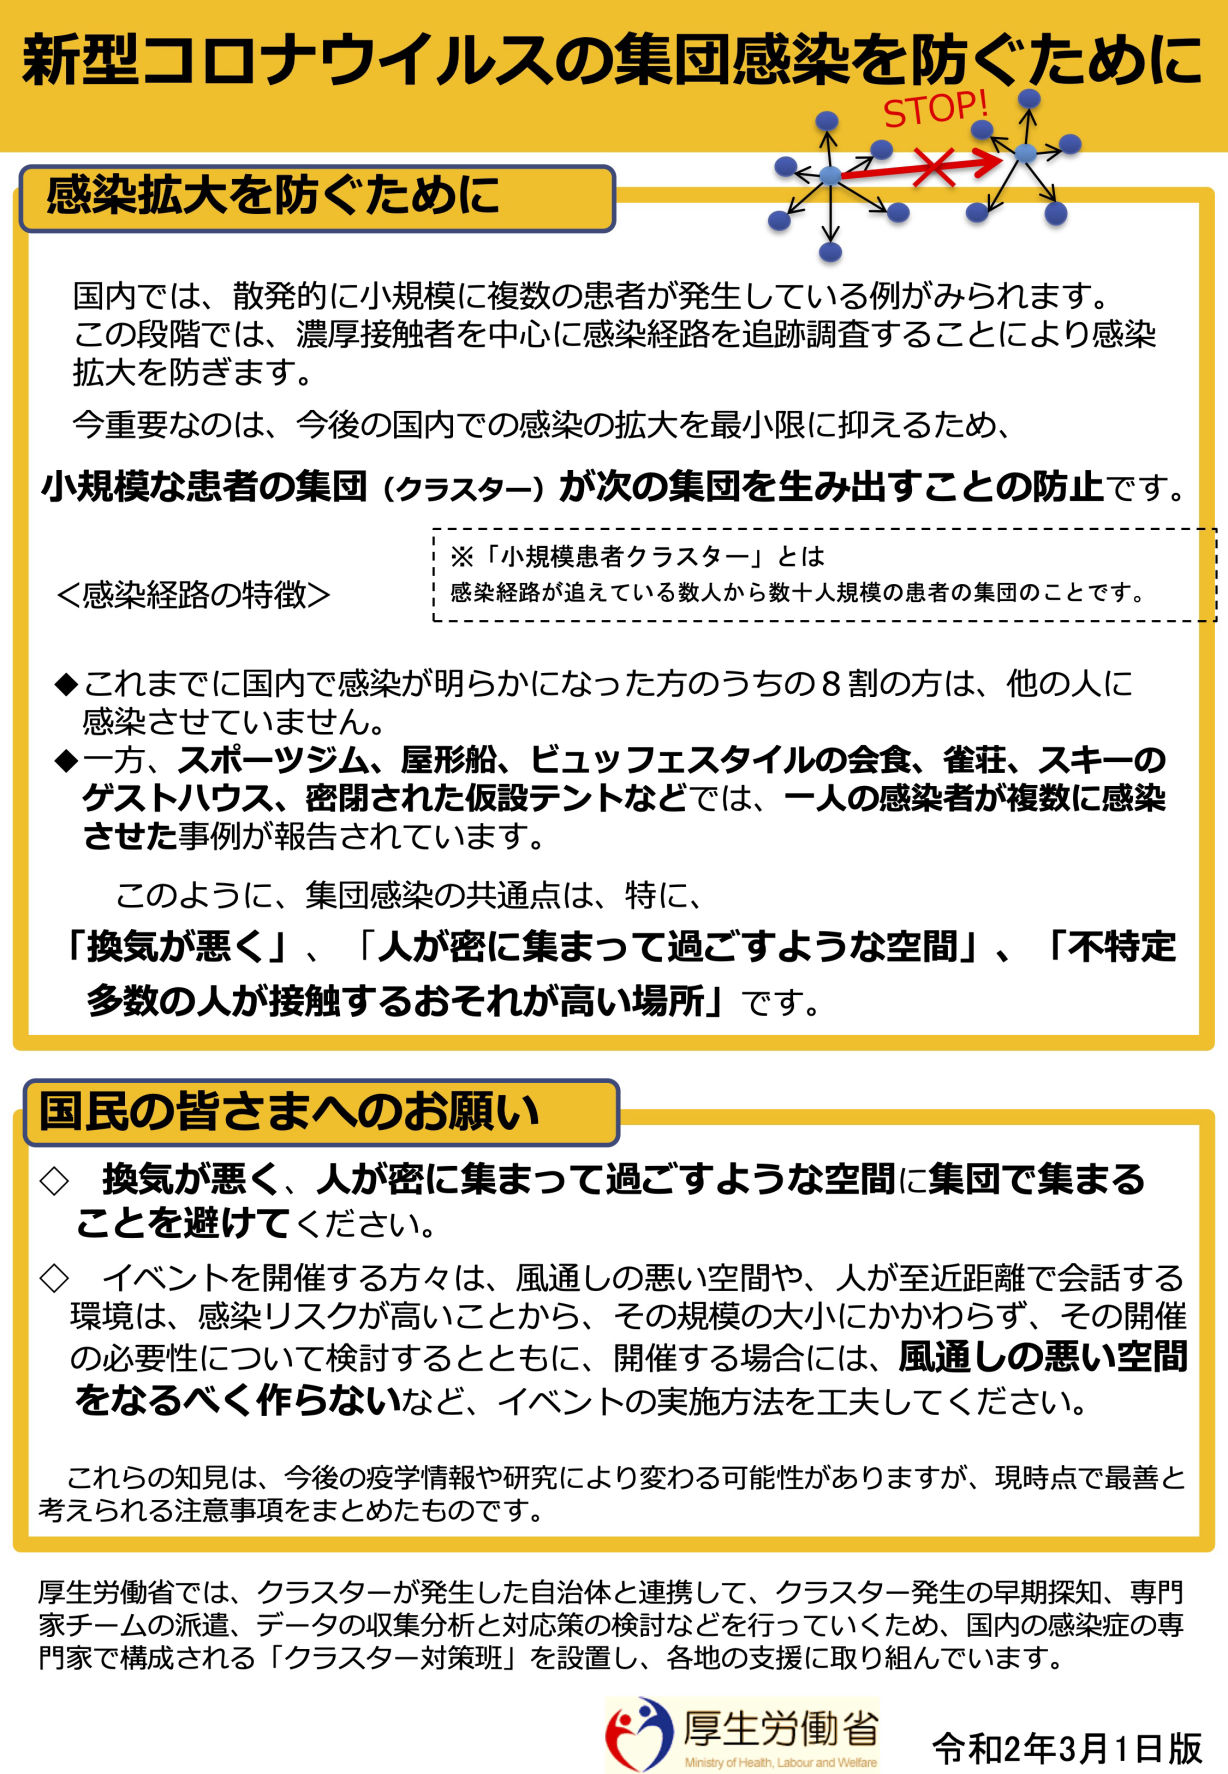 新型コロナウイルスの集団感染を防ぐために
STOP!
感染拡大を防ぐために
国内では、散発的に小規模に複数の患者が発生している例がみられます。
この段階では、濃厚接触者を中心に感染経路を追跡調査することにより感染
拡大を防ぎます。
今重要なのは、今後の国内での感染の拡大を最小限に抑えるため、
小規模な患者の集団（クラスター）が次の集団を生み出すことの防止です。
※「小規模患者クラスター」とは
感染経路が追えている数人から数十人規模の患者の集団のことです。
＜感染経路の特徴＞
◆これまでに国内で感染が明らかになった方のうちの８割の方は、他の人に
感染させていません。
◆一方、スポーツジム、屋形船、ビュッフェスタイルの会食、雀荘、スキーの
ゲストハウス、密閉された仮設テントなどでは、一人の感染者が複数に感染
させた事例が報告されています。
このように、集団感染の共通点は、特に、
「換気が悪く」、「人が密に集まって過ごすような空間」、「不特定
多数の人が接触するおそれが高い場所」です。
国民の皆さまへのお願い
◇　換気が悪く、人が密に集まって過ごすような空間に集団で集まる
ことを避けてください。
◇　イベントを開催する方々は、風通しの悪い空間や、人が至近距離で会話する
環境は、感染リスクが高いことから、その規模の大小にかかわらず、その開催
の必要性について検討するとともに、開催する場合には、風通しの悪い空間
をなるべく作らないなど、イベントの実施方法を工夫してください。
これらの知見は、今後の疫学情報や研究により変わる可能性がありますが、現時点で最善と
考えられる注意事項をまとめたものです。
厚生労働省では、クラスターが発生した自治体と連携して、クラスター発生の早期探知、専門
家チームの派遣、データの収集分析と対応策の検討などを行っていくため、国内の感染症の専
門家で構成される「クラスター対策班」を設置し、各地の支援に取り組んでいます。
厚生労働省
Ministry of Health, Labour and Welfare
令和2年3月1日版